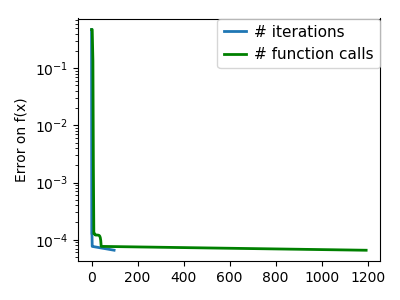 # iterations
# function calls
Error on f(x)
10⁻¹
10⁻²
10⁻³
10⁻⁴
0 200 400 600 800 1000 1200